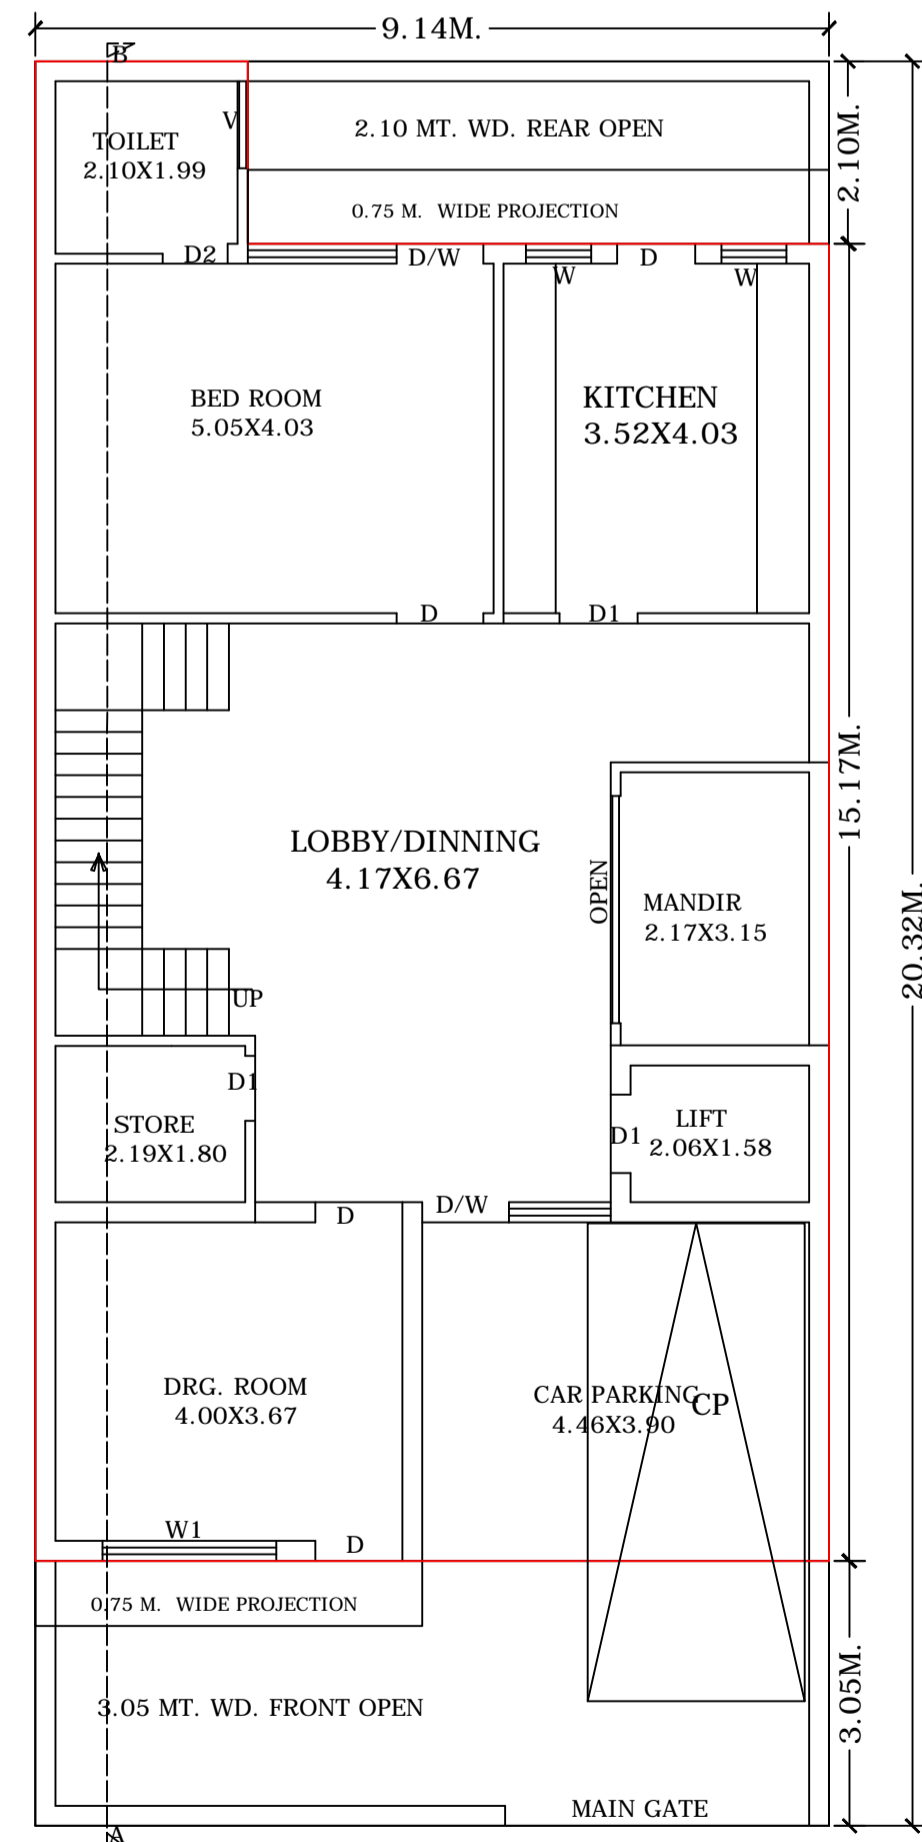 9.14M.
B
TOILET
2.10X1.99
V
2.10 MT. WD. REAR OPEN
2.10M.
0.75 M. WIDE PROJECTION
D2
D/W
W
D
W
BED ROOM
5.05X4.03
KITCHEN
3.52X4.03
D
D1
15.17M.
LOBBY/DINNING
4.17X6.67
OPEN
MANDIR
2.17X3.15
20.32M.
UP
D1
STORE
2.19X1.80
D1
LIFT
2.06X1.58
D
D/W
DRG. ROOM
4.00X3.67
CAR PARKING
4.46X3.90
CP
W1
D
0.75 M. WIDE PROJECTION
3.05M.
3.05 MT. WD. FRONT OPEN
MAIN GATE
A